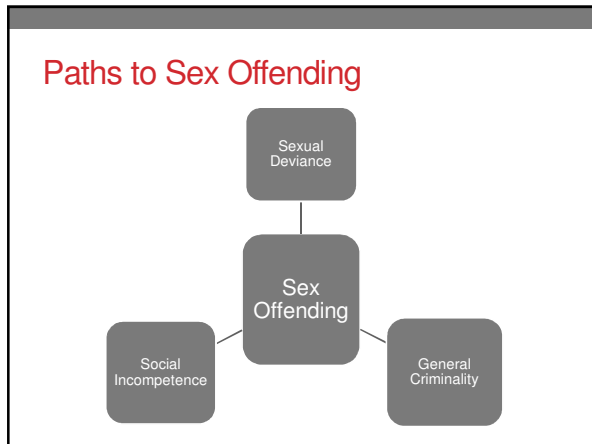 Paths to Sex Offending
Sexual
Deviance
Sex
Offending
Social
Incompetence
General
Criminality